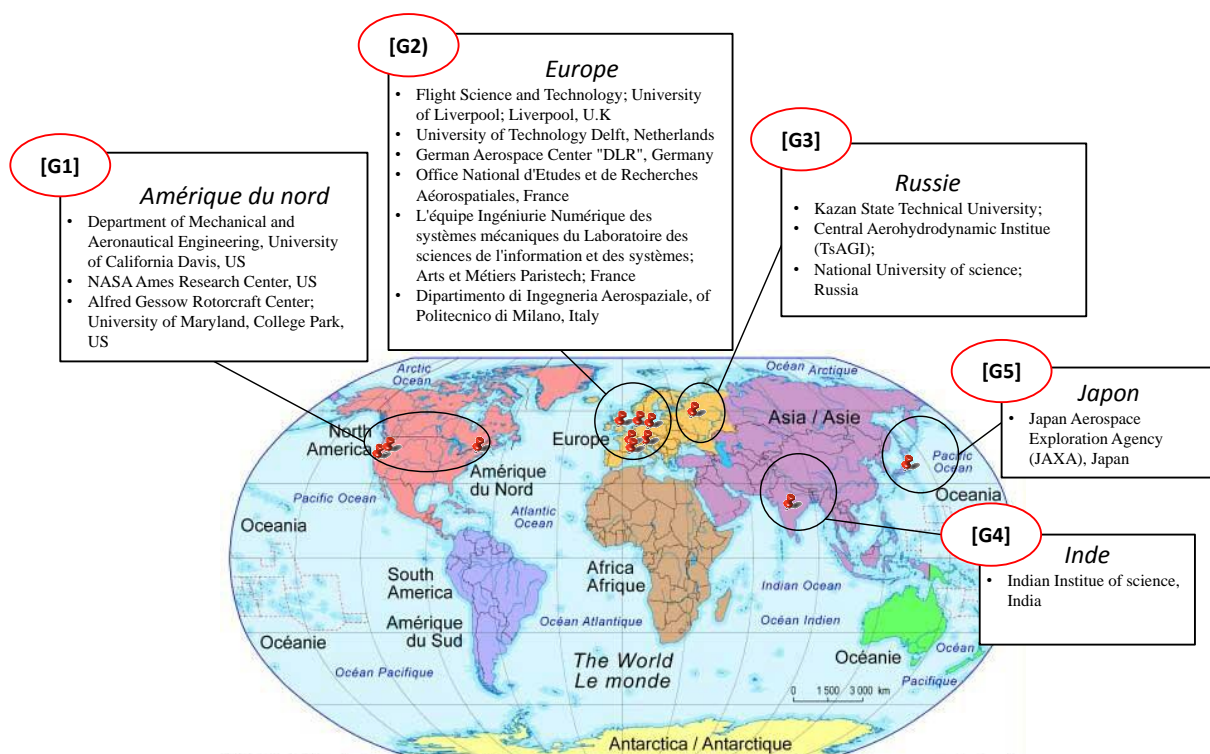 [G1]
Amérique du nord
• Department of Mechanical and
Aeronautical Engineering, University
of California Davis, US
• NASA Ames Research Center, US
• Alfred Gessow Rotorcraft Center;
University of Maryland, College Park,
US
[G2)
Europe
• Flight Science and Technology; University
of Liverpool; Liverpool, U.K
• University of Technology Delft, Netherlands
• German Aerospace Center "DLR", Germany
• Office National d'Etudes et de Recherches
Aéorospatiales, France
• L'équipe Ingéniurie Numérique des
systèmes mécaniques du Laboratoire des
sciences de l'information et des systèmes;
Arts et Métiers Paristech; France
• Dipartimento di Ingegneria Aerospaziale, of
Politecnico di Milano, Italy
[G3]
Russie
• Kazan State Technical University;
• Central Aerohydrodynamic Institue
(TsAGI);
• National University of science;
Russia
[G5]
Japon
• Japan Aerospace
Exploration Agency
(JAXA), Japan
[G4]
Inde
• Indian Institue of science,
India
Arctic
Ocean
Océan Arctique
North
America
Amérique
du Nord
Europe
Asia / Asie
Pacific
Ocean
Oceania
Pacific Ocean
Atlantic
Ocean
Oceania
South
America
Amérique
du Sud
Africa
Afrique
Indian Ocean
Océan Atlantique
Océan Indien
Océanie
Océan Pacifique
The World
Le monde
Océanie
Océan
Pacifique
0 1 500 3 000 km
Antarctica / Antarctique